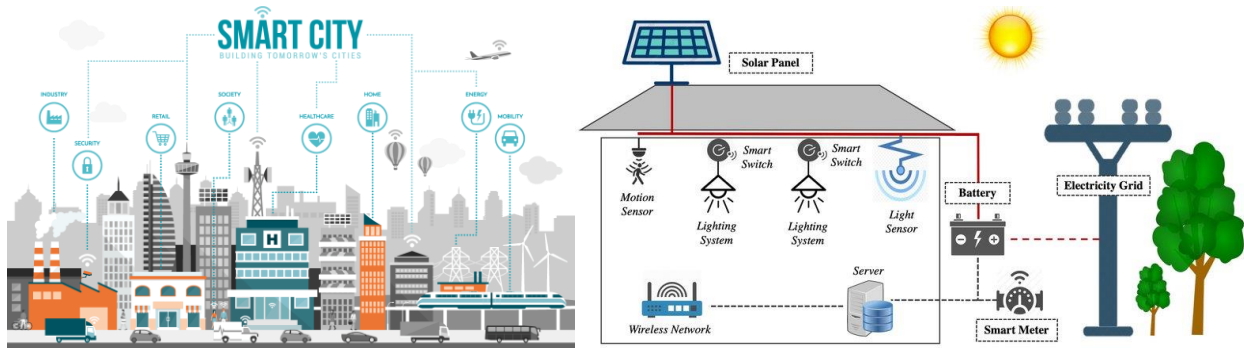 SMART CITY
BUILDING TOMORROW'S CITIES
INDUSTRY
SECURITY
RETAIL
SOCIETY
HEALTHCARE
HOME
ENERGY
MOBILITY
H
Solar Panel
Motion
Sensor
Smart
Switch
Lighting
System
Smart
Switch
Lighting
System
Light
Sensor
Battery
Electricity Grid
Wireless Network
Server
Smart Meter